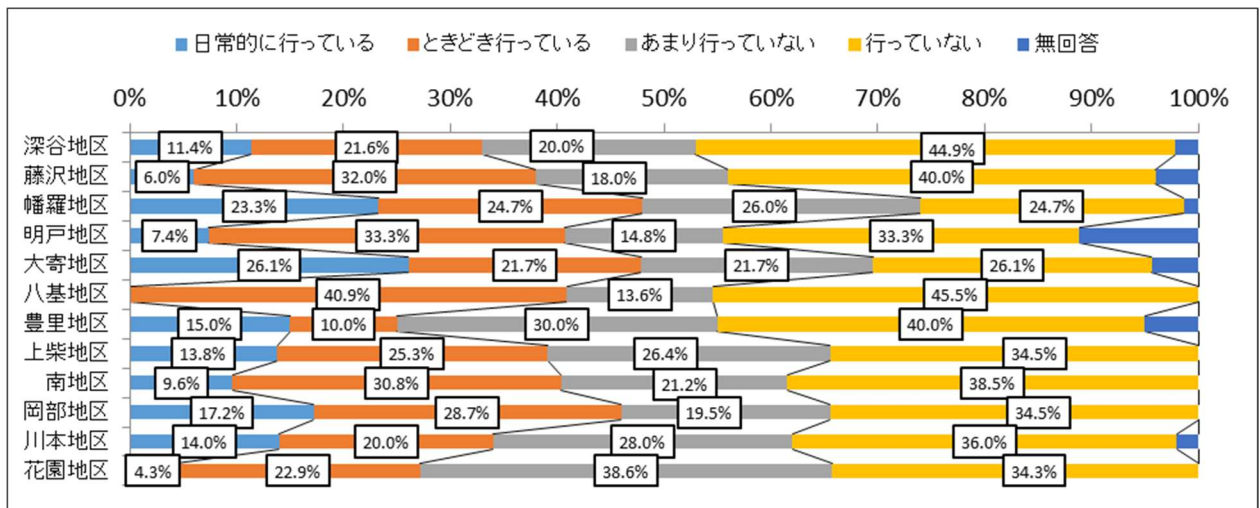 日常的に行っている ときどき行っている あまり行っていない 行っていない 無回答
0% 10% 20% 30% 40% 50% 60% 70% 80% 90% 100%
深谷地区 11.4% 21.6% 20.0% 44.9%
藤沢地区 6.0% 32.0% 18.0% 40.0%
幡羅地区 23.3% 24.7% 26.0% 24.7%
明戸地区 7.4% 33.3% 14.8% 33.3%
大寄地区 26.1% 21.7% 21.7% 26.1%
八基地区 40.9% 13.6% 45.5%
豊里地区 15.0% 10.0% 30.0% 40.0%
上柴地区 13.8% 25.3% 26.4% 34.5%
南地区 9.6% 30.8% 21.2% 38.5%
岡部地区 17.2% 28.7% 19.5% 34.5%
川本地区 14.0% 20.0% 28.0% 36.0%
花園地区 4.3% 22.9% 38.6% 34.3%